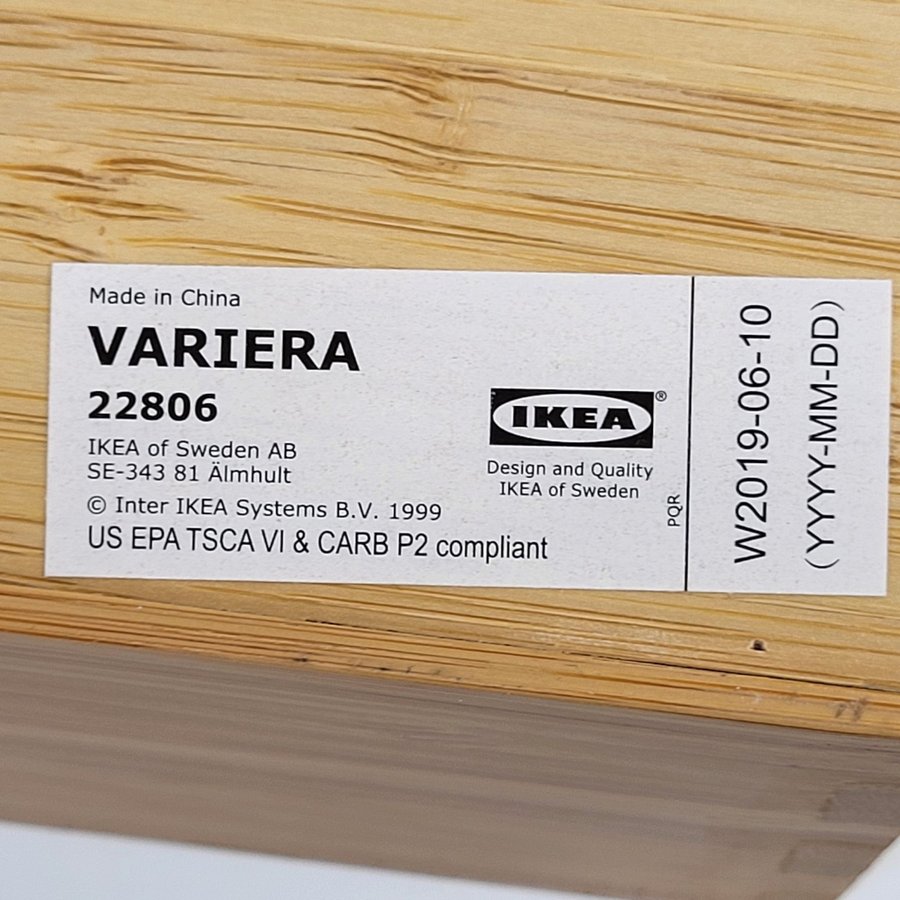 Made in China
VARIERA
22806
IKEA of Sweden AB
SE-343 81 Älmhult
© Inter IKEA Systems B.V. 1999
US EPA TSCA VI & CARB P2 compliant
IKEA®
Design and Quality
IKEA of Sweden
PQR
W2019-06-10
(YYYY-MM-DD)